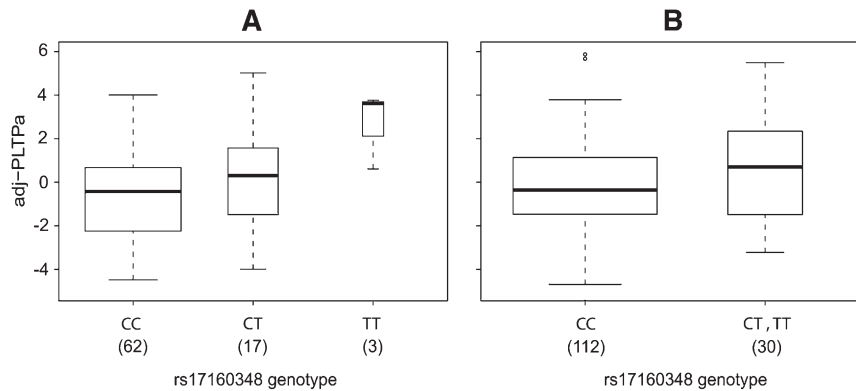 A B
6
4
2
0
-2
-4
adj-PLTPa
CC CT TT CC CT,TT
(62) (17) (3) (112) (30)
rs17160348 genotype rs17160348 genotype